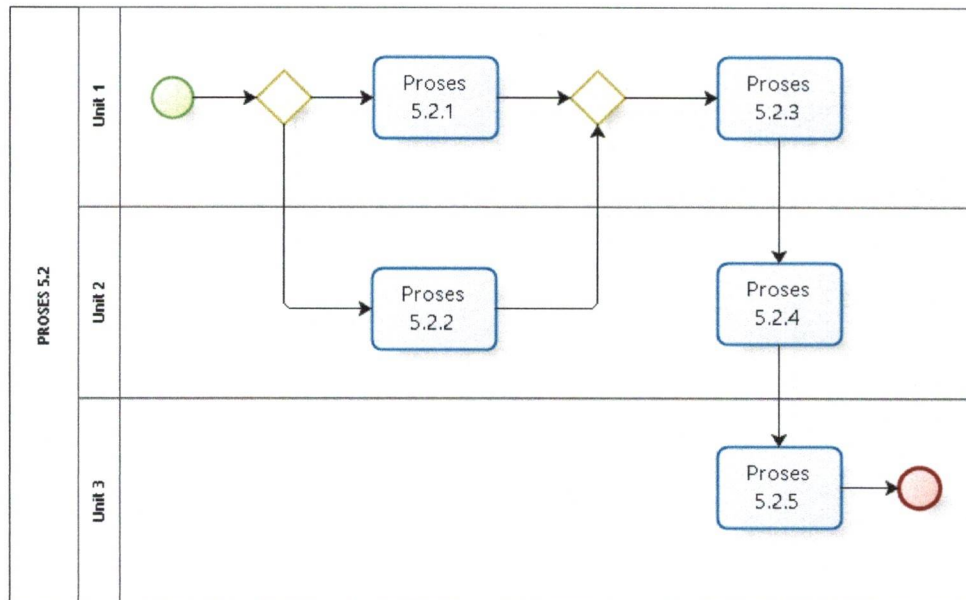 PROSES 5.2
Unit 1
Proses
5.2.1
Proses
5.2.3
Unit 2
Proses
5.2.2
Proses
5.2.4
Unit 3
Proses
5.2.5